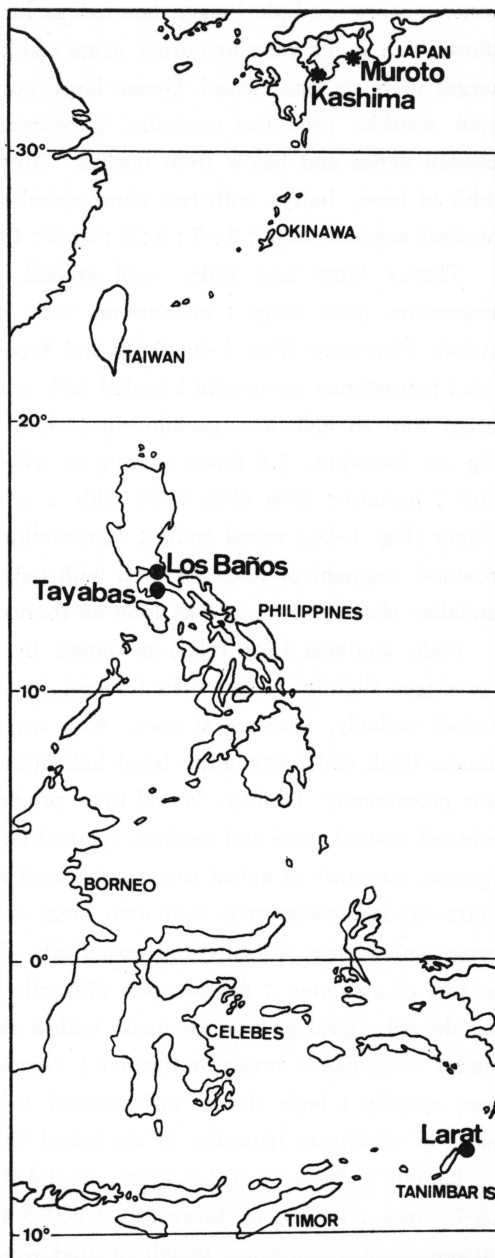 JAPAN
Muroto
Kashima
30°
OKINAWA
TAIWAN
20°
Los Baños
Tayabas
PHILIPPINES
10°
BORNEO
0°
CELEBES
Larat
TANIMBAR IS
TIMOR
10°